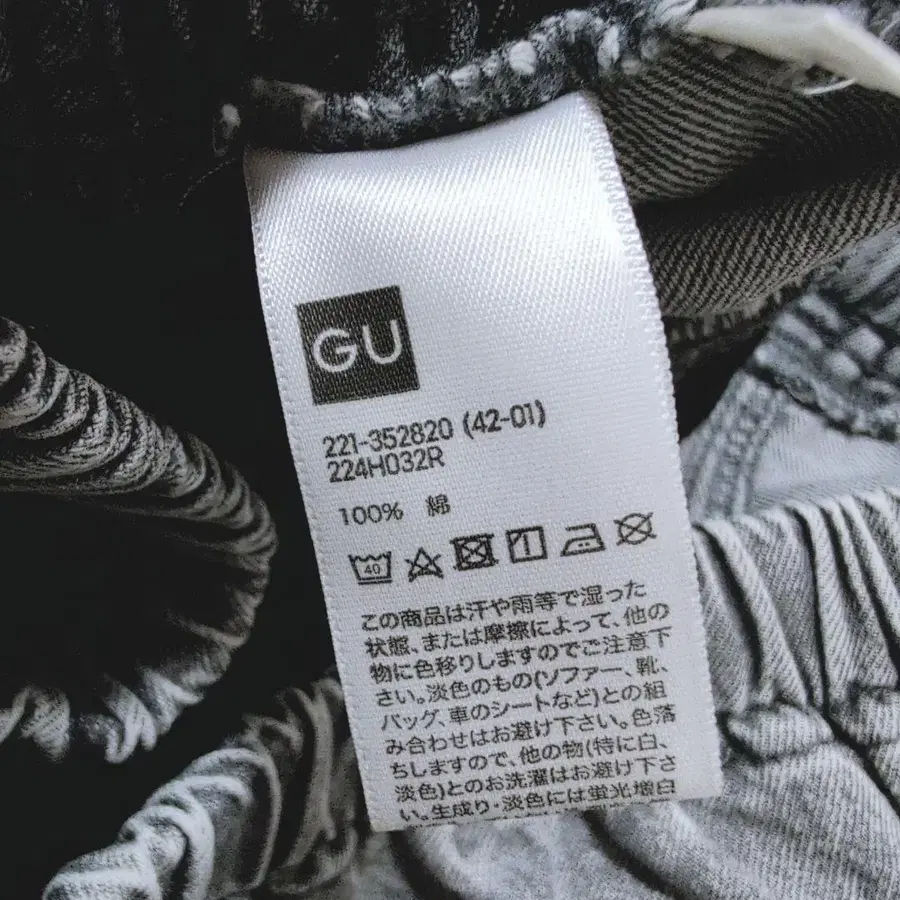 GU
221-352820 (42-01)
224H032R
100% 綿
40
この商品は汗や雨等で湿った
状態、または摩擦によって、他の
物に色移りしますのでご注意下
さい。淡色のもの(ソファー、靴、
バッグ、車のシートなど)との組
み合わせはお避け下さい。色落
ちしますので、他の物(特に白、
淡色)とのお洗濯はお避け下さ
い。生成り・淡色には蛍光増白